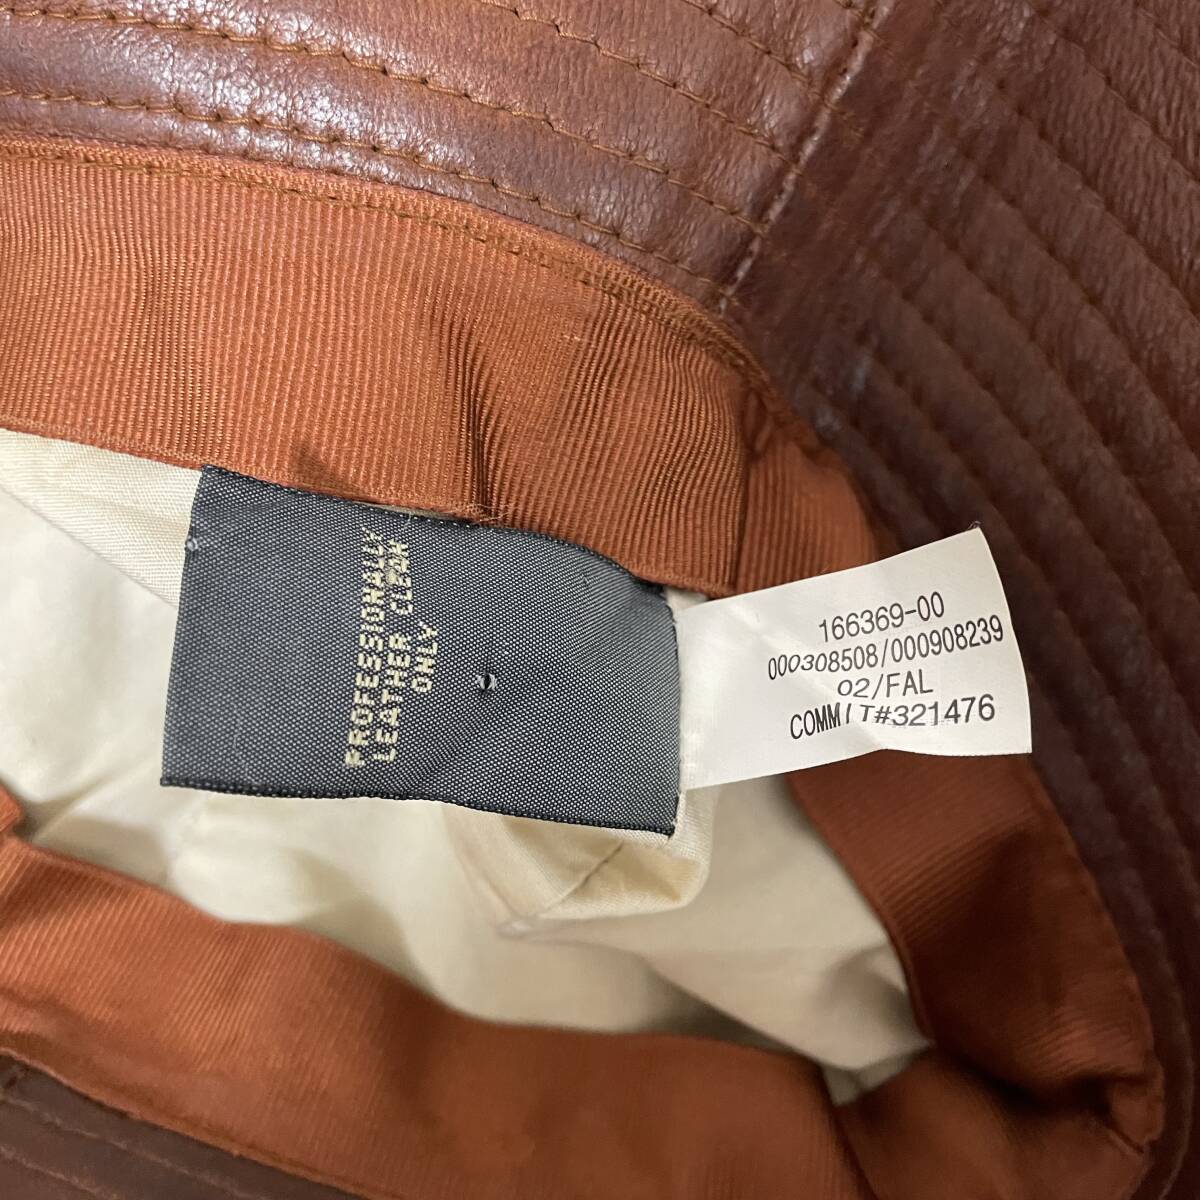 PROFESSIONALLY
LEATHER CLEAN
ONLY
166369-00
000308508/000908239
02/FAL
COMMIT#321476